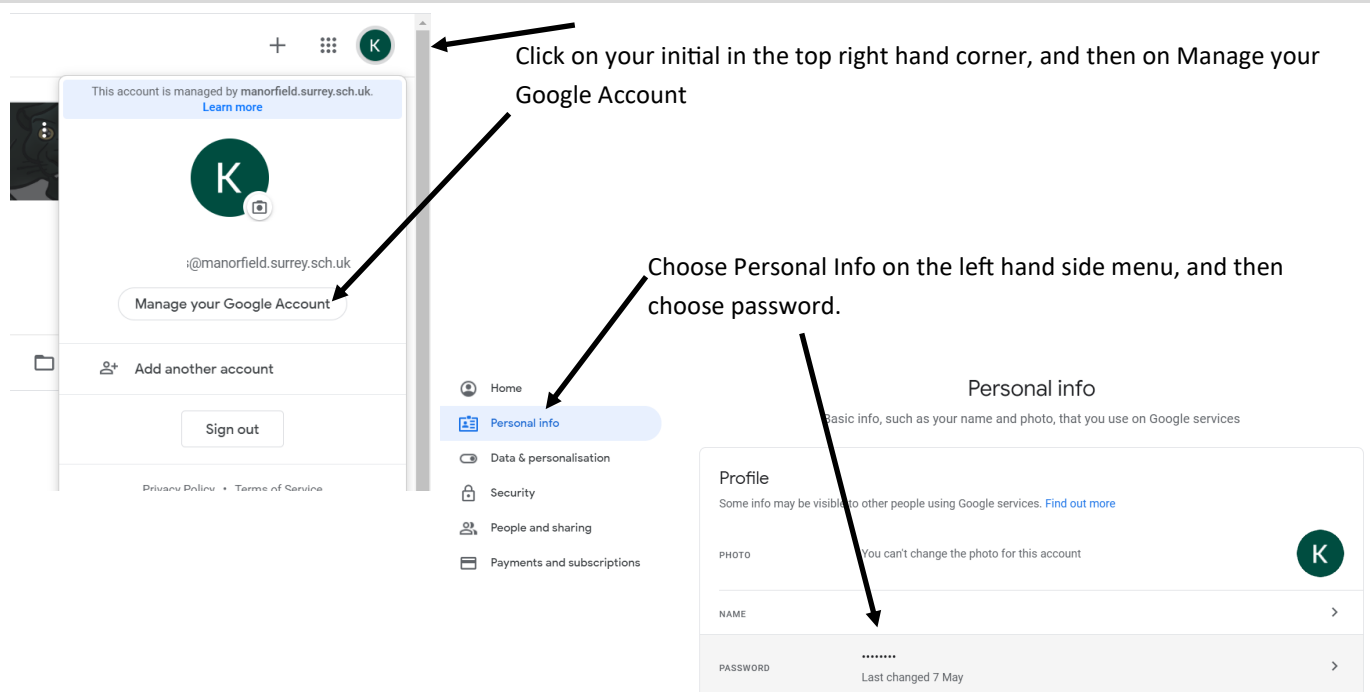 K
Click on your initial in the top right hand corner, and then on Manage your
Google Account
This account is managed by manorfield.surrey.sch.uk.
Learn more
K
@manorfield.surrey.sch.uk
Manage your Google Account
Add another account
Sign out
Privacy Policy • Terms of Service
Choose Personal Info on the left hand side menu, and then
choose password.
Home
Personal info
Data & personalisation
Security
People and sharing
Payments and subscriptions
Personal info
Basic info, such as your name and photo, that you use on Google services
Profile
Some info may be visible to other people using Google services. Find out more
PHOTO
You can't change the photo for this account
K
NAME
PASSWORD
••••••••
Last changed 7 May